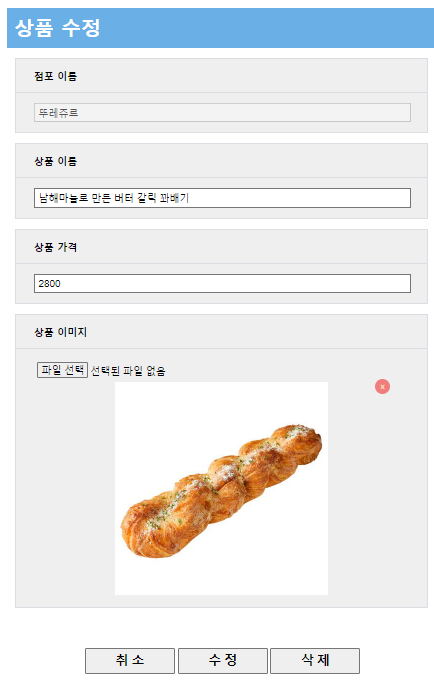 상품 수정
점포 이름
뚜레쥬르
상품 이름
남해마늘로 만든 버터 갈릭 꽈배기
상품 가격
2800
상품 이미지
파일 선택 선택된 파일 없음
x
취 소 수 정 삭 제